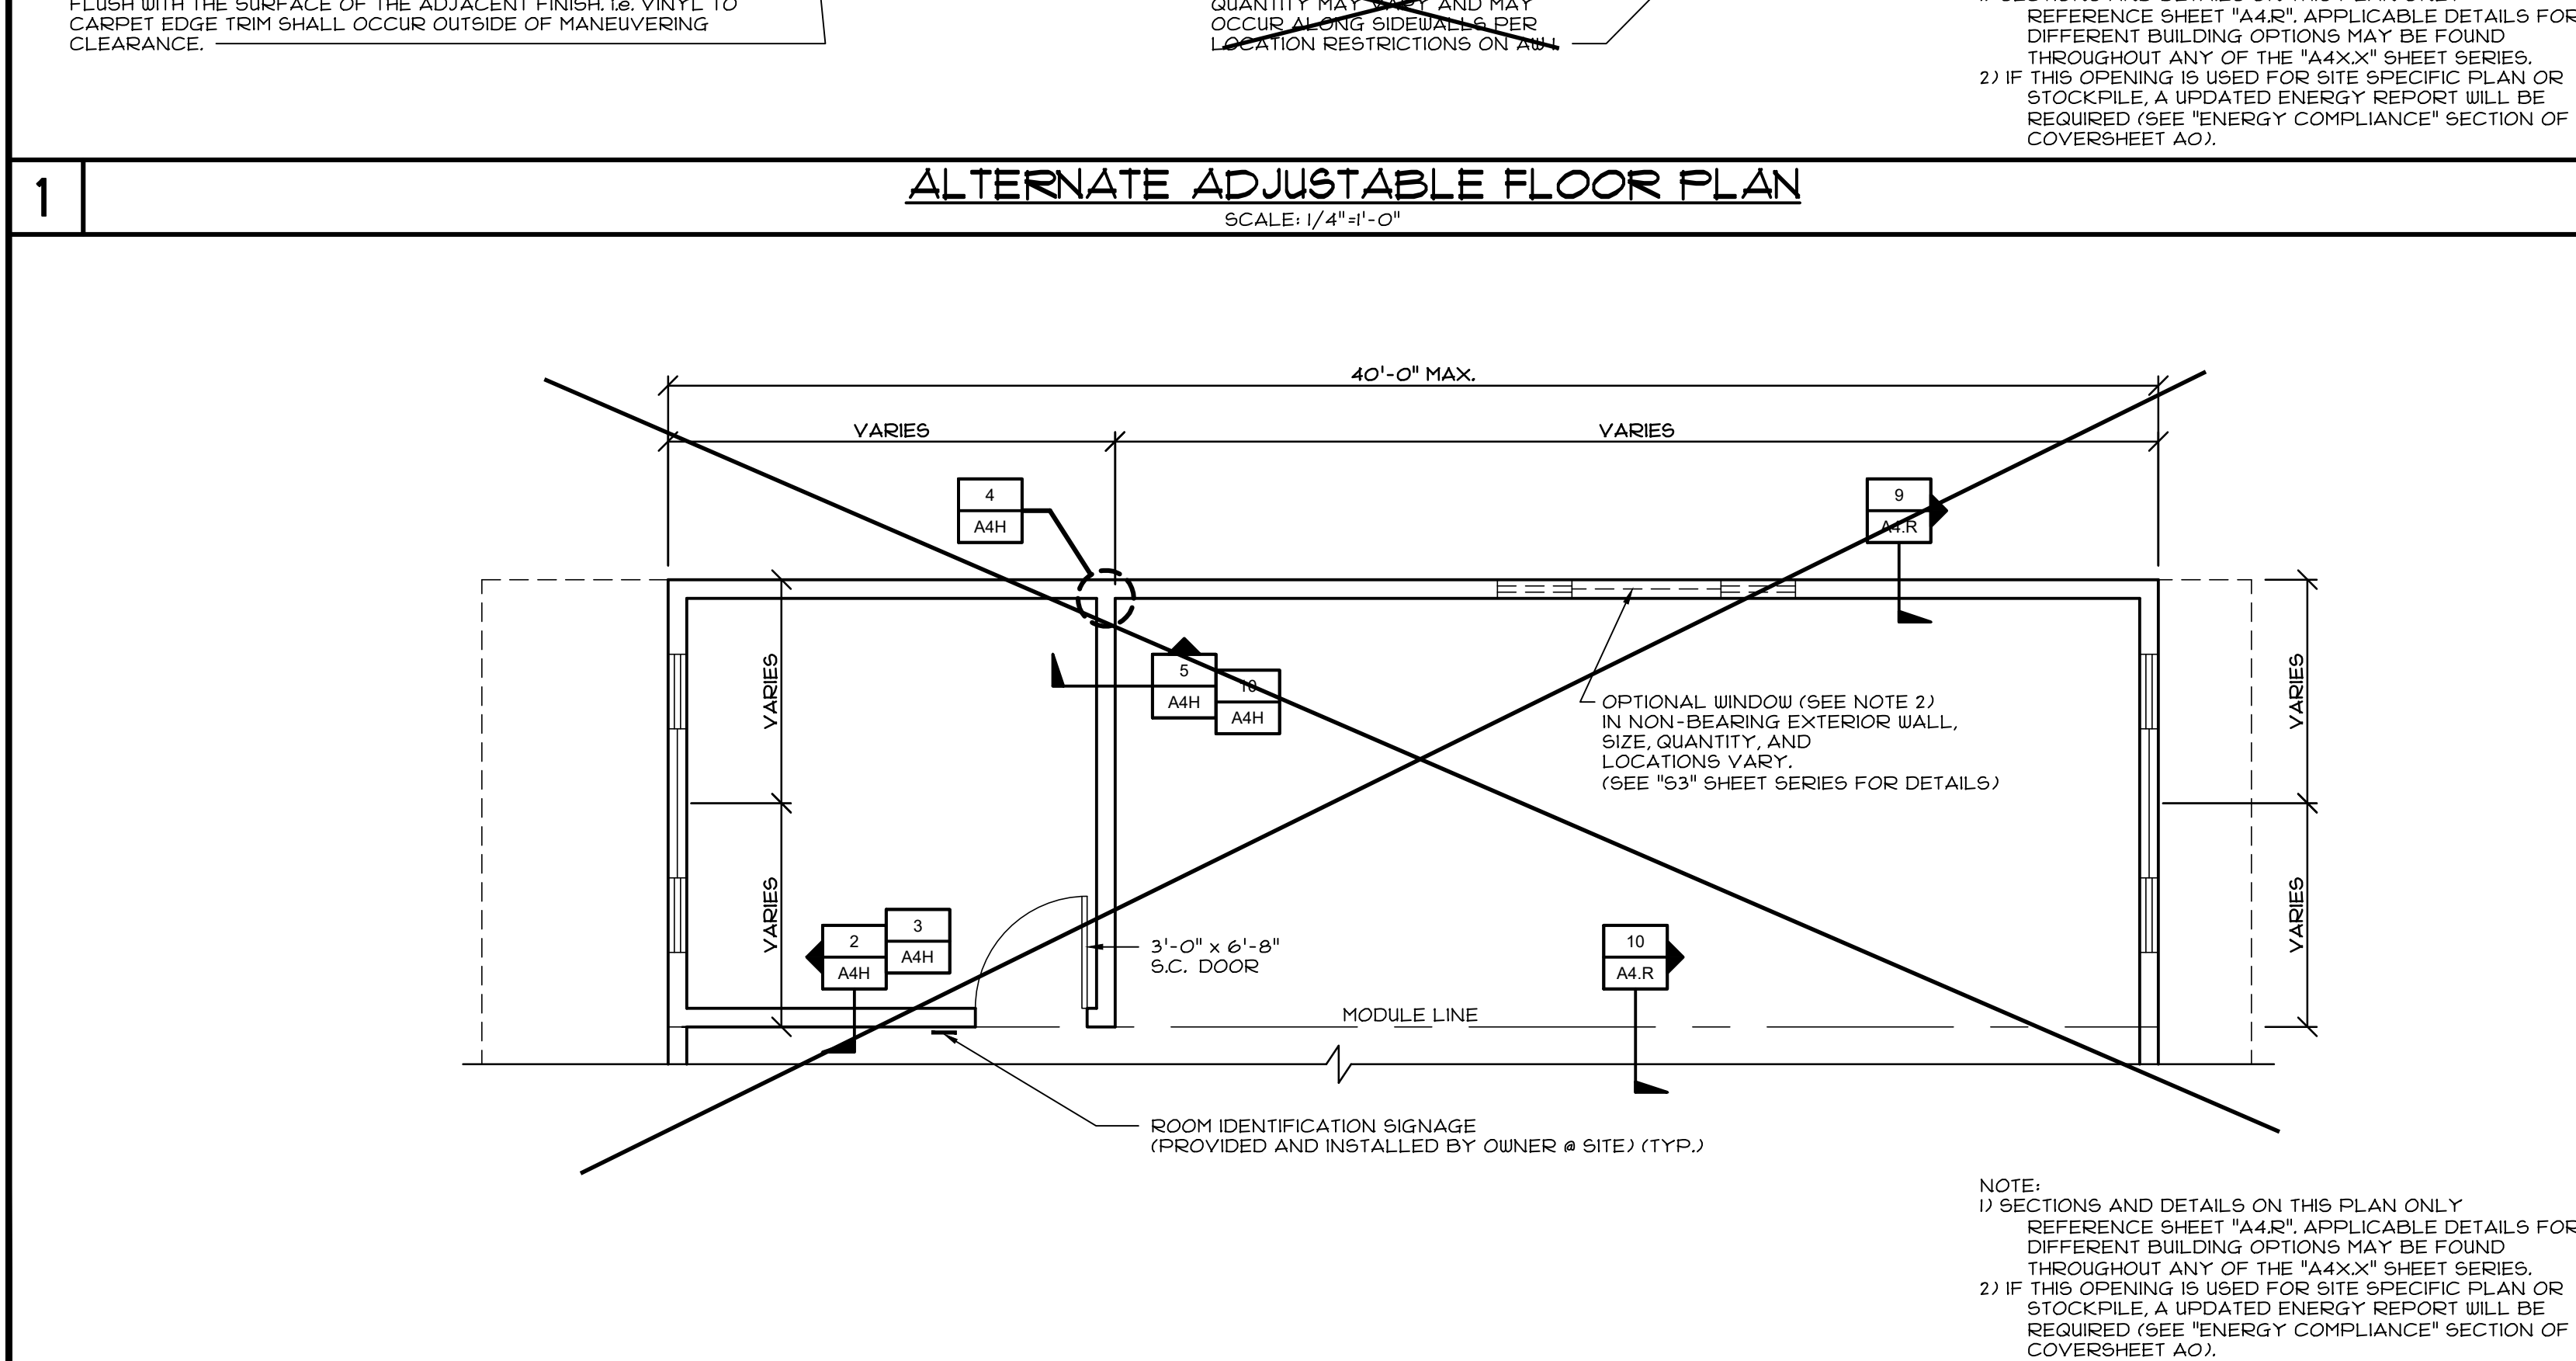 FLUSH WITH THE SURFACE OF THE ADJACENT FINISH. i.e. VINYL TO
CARPET EDGE TRIM SHALL OCCUR OUTSIDE OF MANEUVERING
CLEARANCE.
QUANTITY MAY VARY AND MAY
OCCUR ALONG SIDEWALLS PER
LOCATION RESTRICTIONS ON AW1.
1) SECTIONS AND DETAILS ON THIS PLAN ONLY
REFERENCE SHEET "A4.R". APPLICABLE DETAILS FOR
DIFFERENT BUILDING OPTIONS MAY BE FOUND
THROUGHOUT ANY OF THE "A4X.X" SHEET SERIES.
2) IF THIS OPENING IS USED FOR SITE SPECIFIC PLAN OR
STOCKPILE, A UPDATED ENERGY REPORT WILL BE
REQUIRED (SEE "ENERGY COMPLIANCE" SECTION OF
COVERSHEET A0).
1
ALTERNATE ADJUSTABLE FLOOR PLAN
SCALE: 1/4"=1'-0"
40'-0" MAX.
VARIES
VARIES
4
A4H
9
A4.R
VARIES
5
A4H
10
A4H
OPTIONAL WINDOW (SEE NOTE 2)
IN NON-BEARING EXTERIOR WALL,
SIZE, QUANTITY, AND
LOCATIONS VARY.
(SEE "S3" SHEET SERIES FOR DETAILS)
VARIES
VARIES
2
A4H
3
A4H
3'-0" x 6'-8"
S.C. DOOR
10
A4.R
VARIES
MODULE LINE
ROOM IDENTIFICATION SIGNAGE
(PROVIDED AND INSTALLED BY OWNER @ SITE) (TYP.)
NOTE:
1) SECTIONS AND DETAILS ON THIS PLAN ONLY
REFERENCE SHEET "A4.R". APPLICABLE DETAILS FOR
DIFFERENT BUILDING OPTIONS MAY BE FOUND
THROUGHOUT ANY OF THE "A4X.X" SHEET SERIES.
2) IF THIS OPENING IS USED FOR SITE SPECIFIC PLAN OR
STOCKPILE, A UPDATED ENERGY REPORT WILL BE
REQUIRED (SEE "ENERGY COMPLIANCE" SECTION OF
COVERSHEET A0).